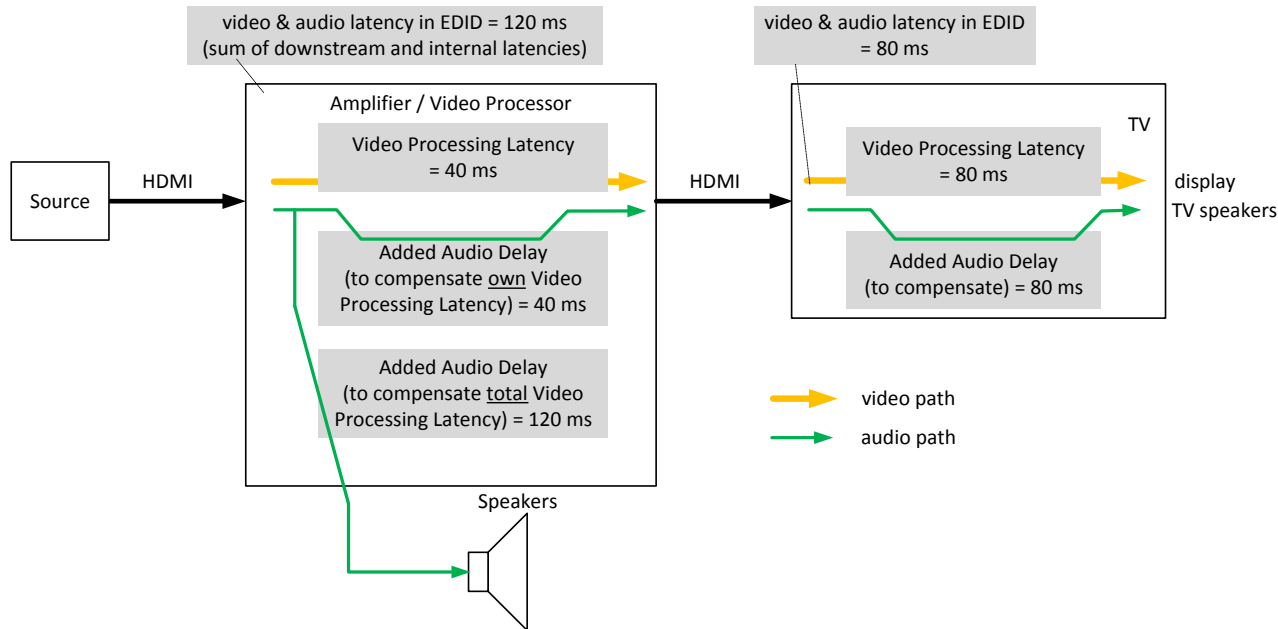 video & audio latency in EDID = 120 ms
(sum of downstream and internal latencies)
video & audio latency in EDID
= 80 ms
Amplifier / Video Processor
TV
Video Processing Latency
= 40 ms
Video Processing Latency
= 80 ms
Source
HDMI
HDMI
display
TV speakers
Added Audio Delay
(to compensate own Video
Processing Latency) = 40 ms
Added Audio Delay
(to compensate) = 80 ms
Added Audio Delay
(to compensate total Video
Processing Latency) = 120 ms
video path
audio path
Speakers